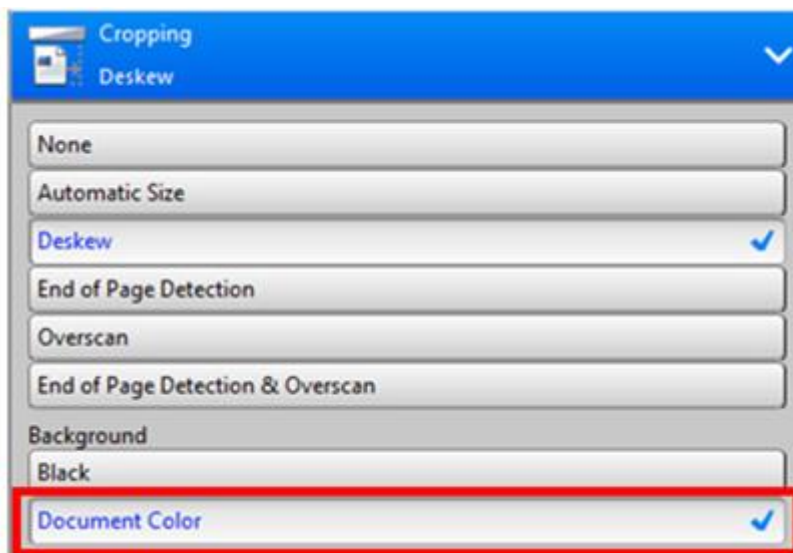 Cropping
Deskew
None
Automatic Size
Deskew
End of Page Detection
Overscan
End of Page Detection & Overscan
Background
Black
Document Color